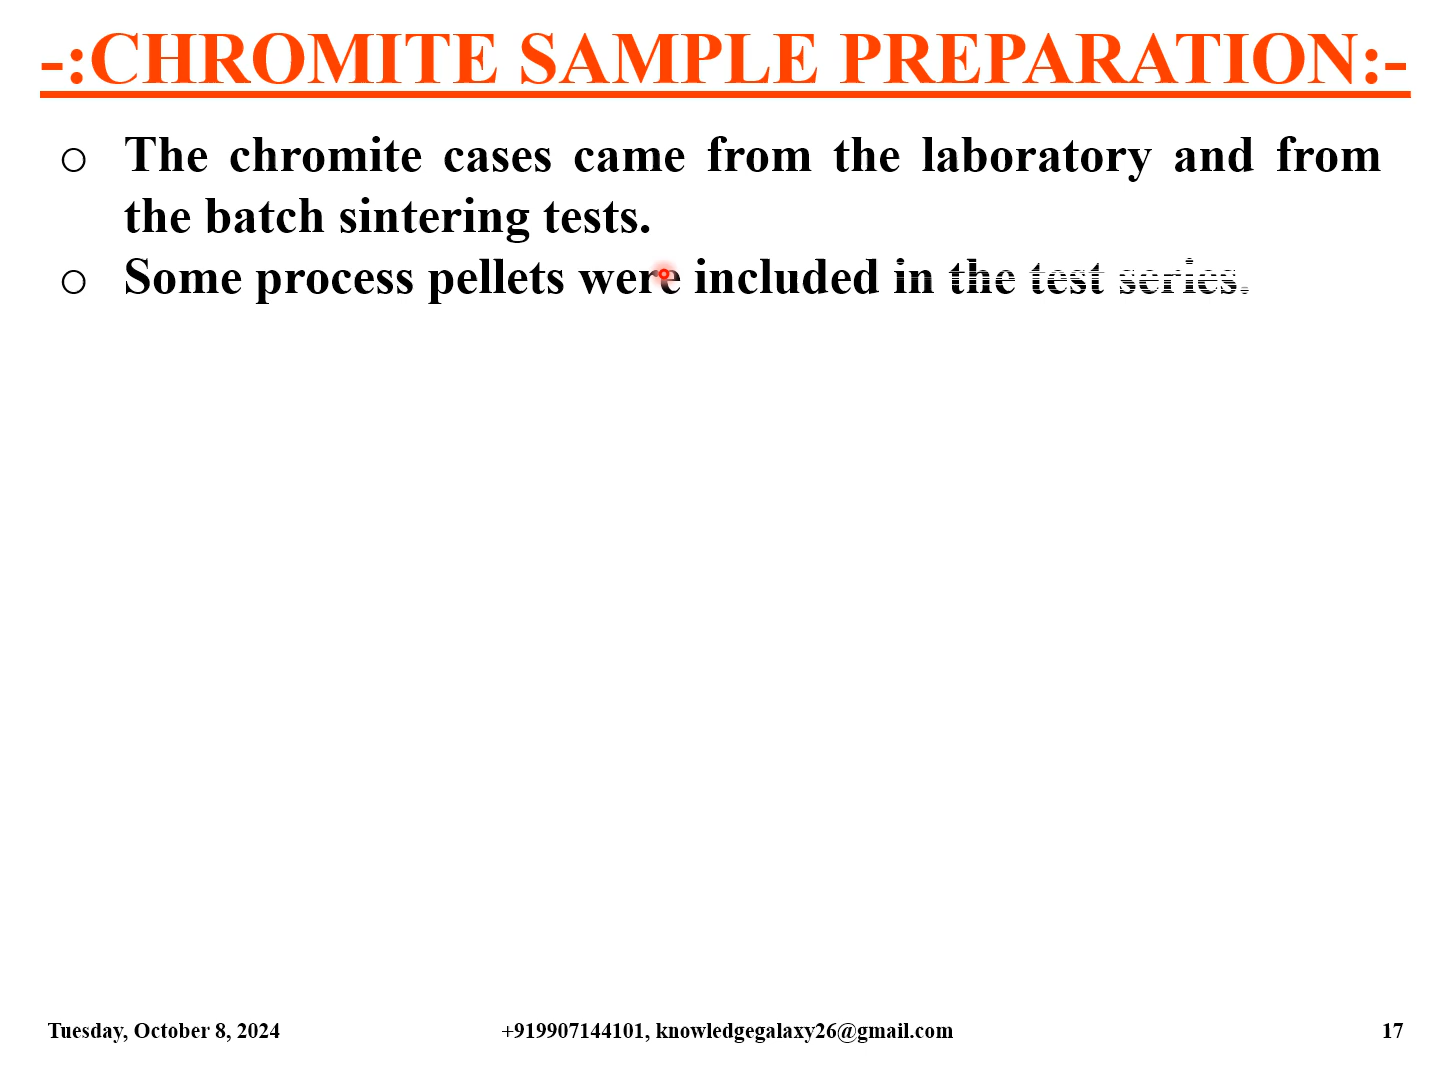 -:CHROMITE SAMPLE PREPARATION:-
o The chromite cases came from the laboratory and from
the batch sintering tests.
o Some process pellets were included in the test series.
Tuesday, October 8, 2024 +919907144101, knowledgegalaxy26@gmail.com 17